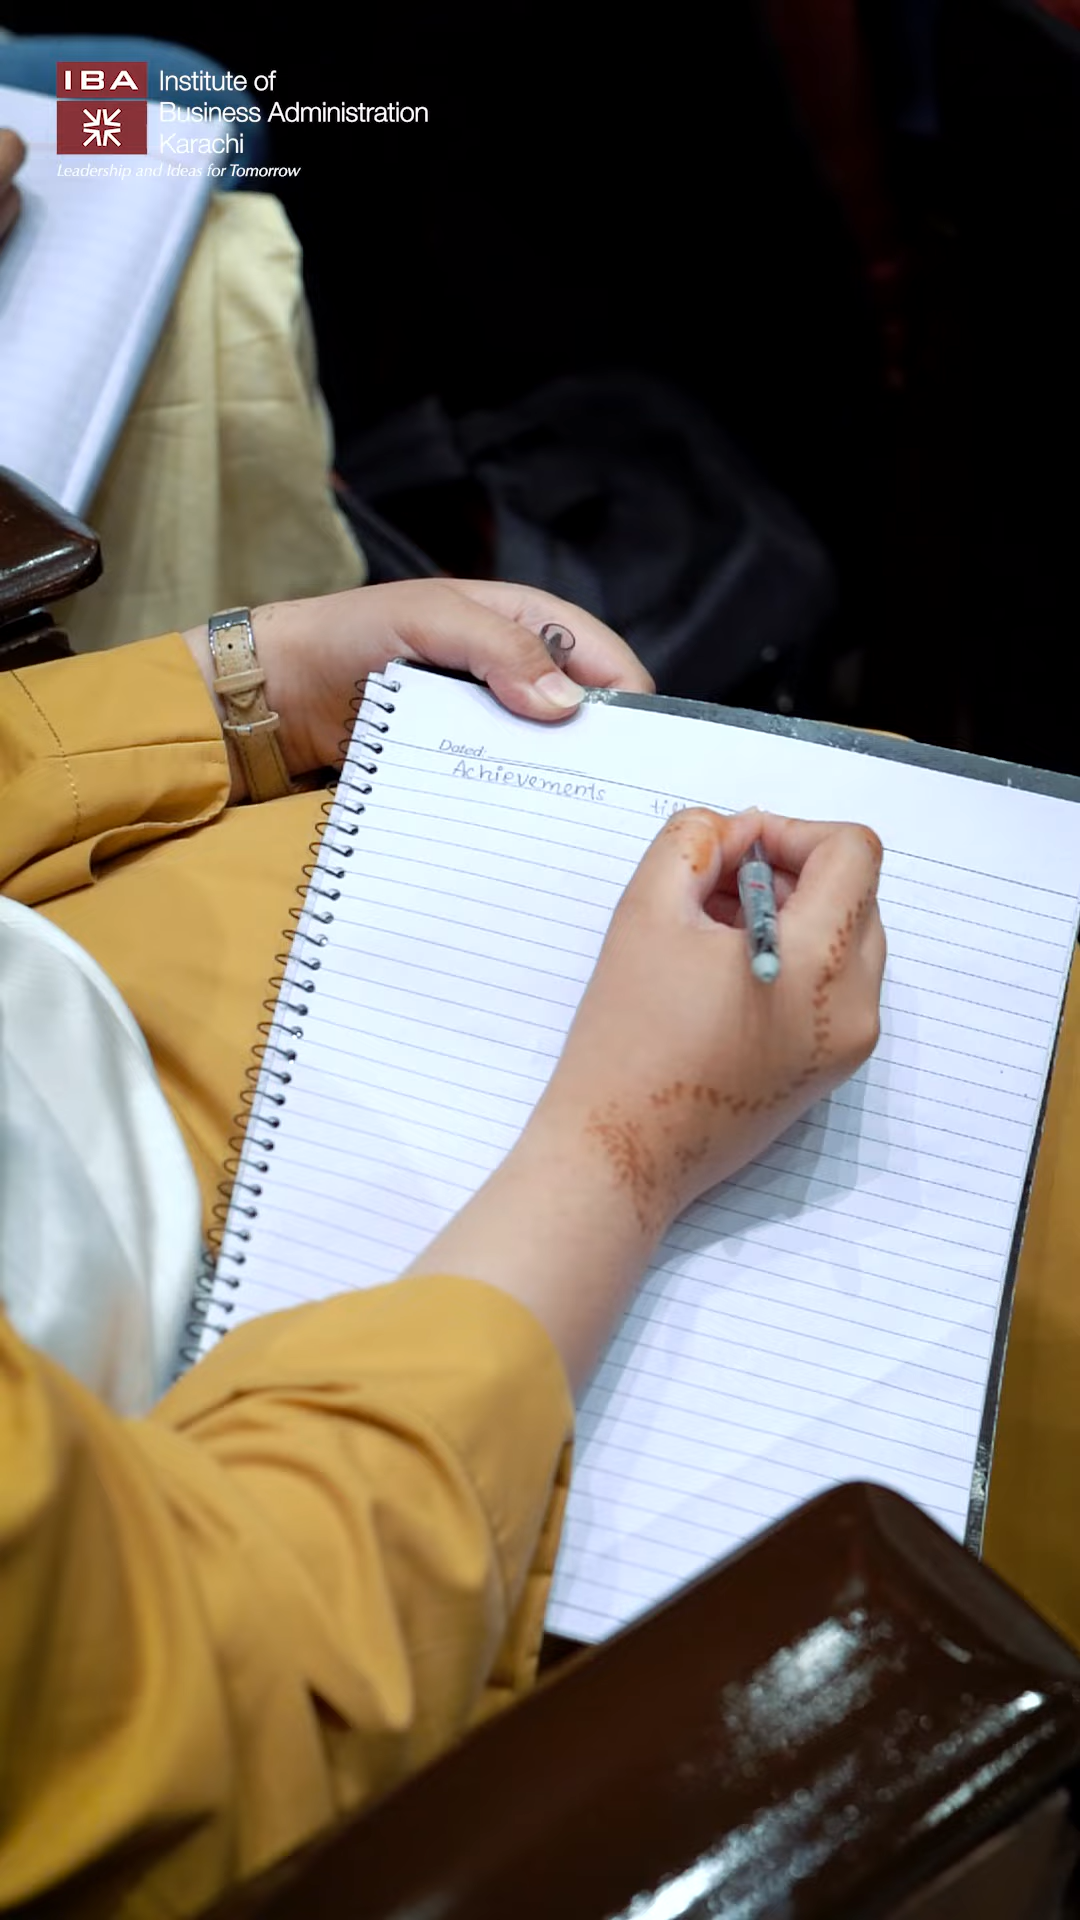 IBA
Institute of
Business Administration
Karachi
Leadership and Ideas for Tomorrow
Dated:
Achievements